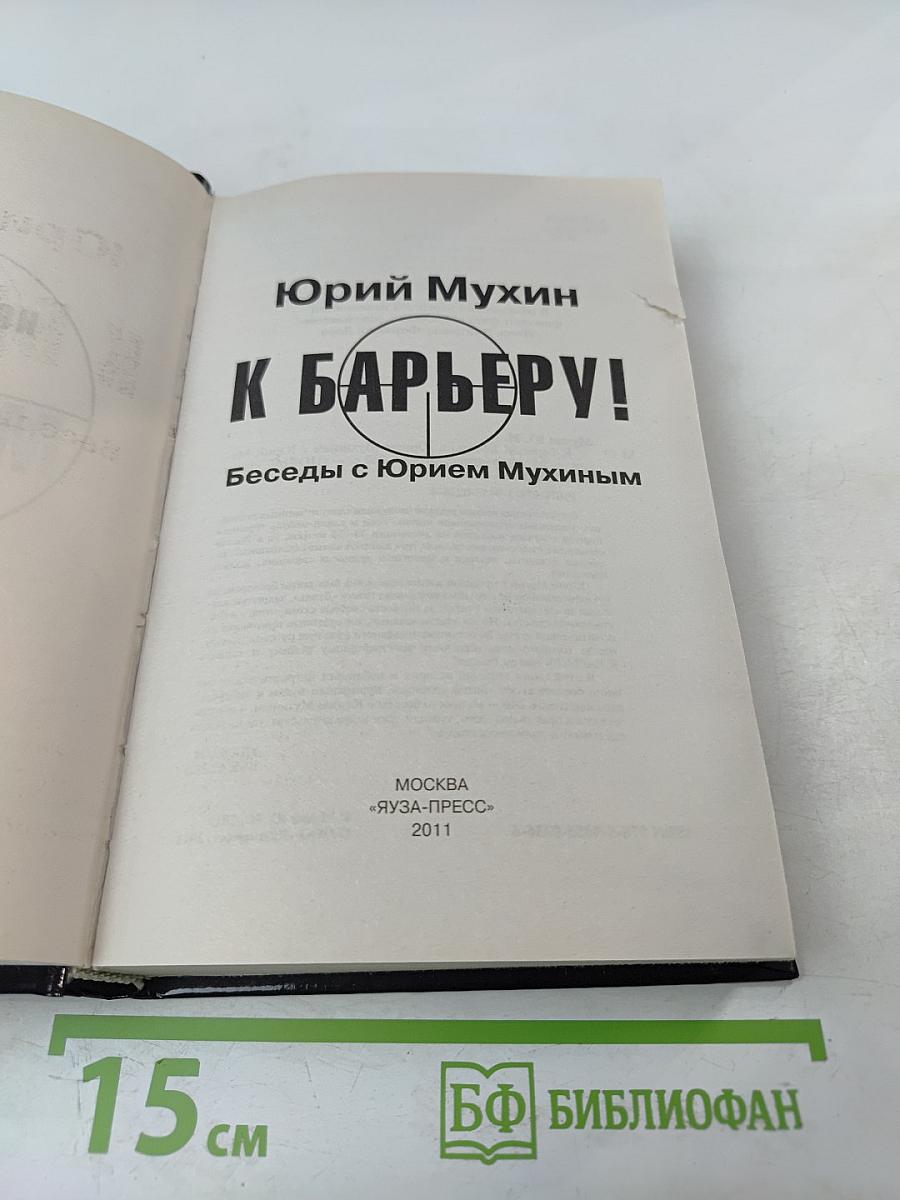 Юрий Мухин
К БАРЬЕРУ!
Беседы с Юрием Мухиным
МОСКВА
«ЯУЗА-ПРЕСС»
2011
15 см
БФ БИБЛИОФАН